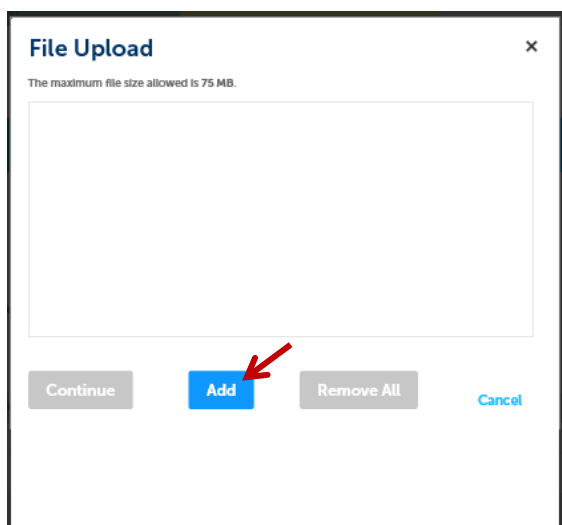 File Upload ×
The maximum file size allowed is 75 MB.
Continue Add Remove All Cancel